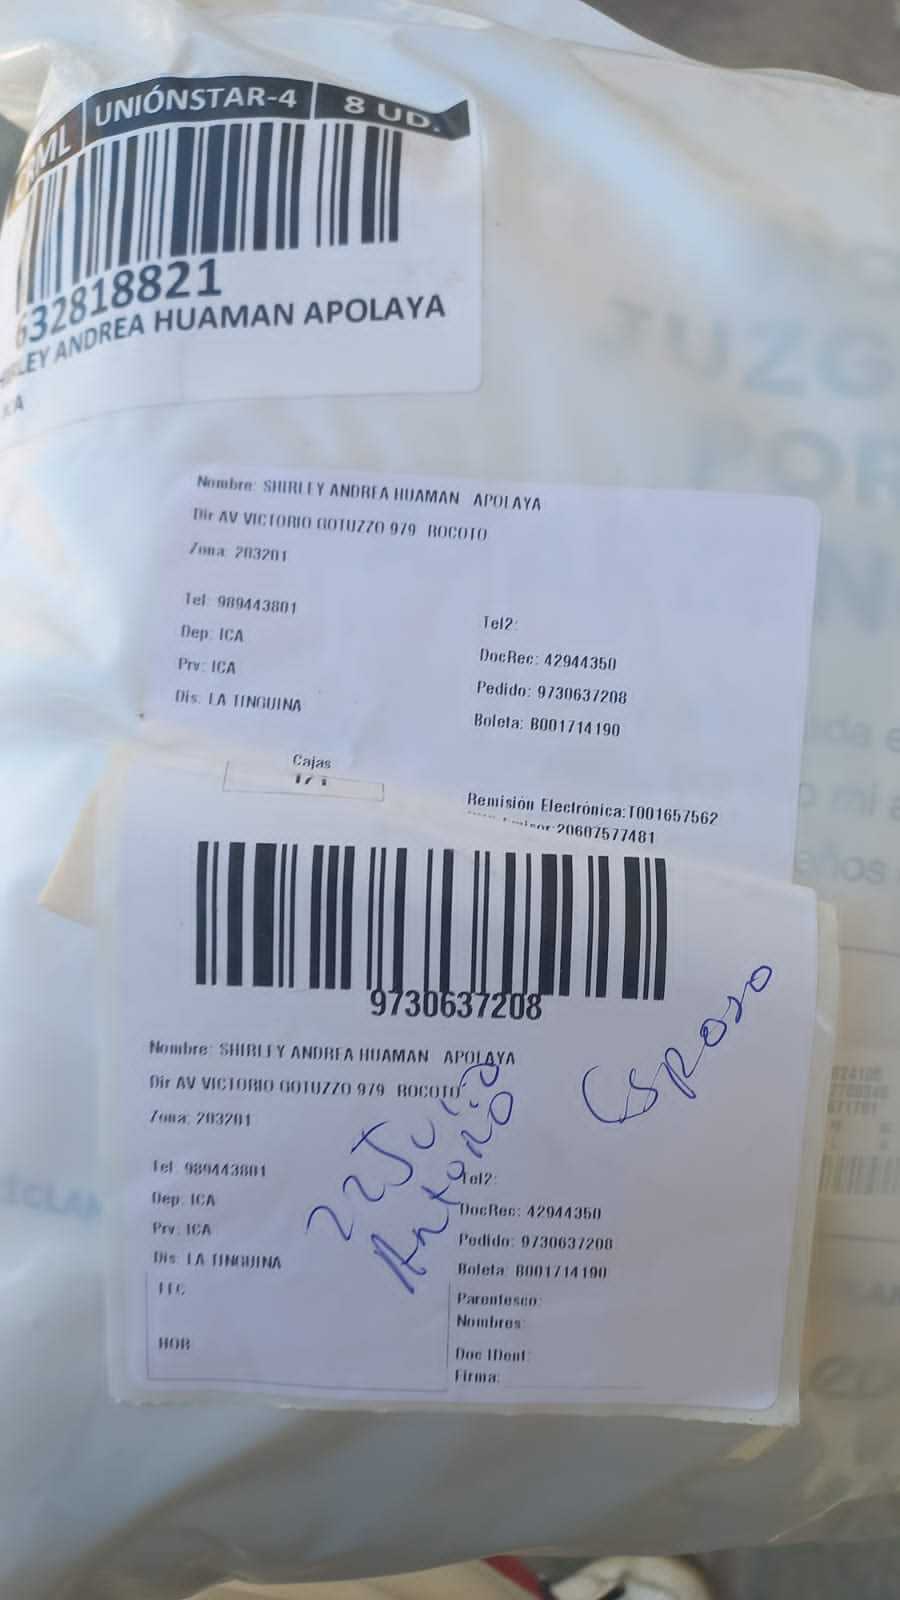 UNIÓNSTAR-4 8 UD.
632818821
LEY ANDREA HUAMAN APOLAYA
JUZG
POR
Nombre: SHIRLEY ANDREA HUAMAN APOLAYA
Dir AV VICTORIO GOTUZZO 979 ROCOTO
Zona: 203201
Tel: 989443801
Tel2:
Dep: ICA
DocRec: 42944350
Prv: ICA
Pedido: 9730637208
Dis: LA TINGUINA
Boleta: B001714190
Cajas
Remisión Electrónica:T001657562
20607577481
9730637208
Esposo
Nombre: SHIRLEY ANDREA HUAMAN APOLAYA
Dir AV VICTORIO GOTUZZO 979 ROCOTO
Zona: 203201
22 Julio
Antonio
Tel: 989443801
Tel2:
Dep: ICA
DocRec: 42944350
Prv: ICA
Pedido: 9730637208
Dis: LA TINGUINA
Boleta: B001714190
Parentesco:
Nombres:
HOR
Doc IDent:
Firma: